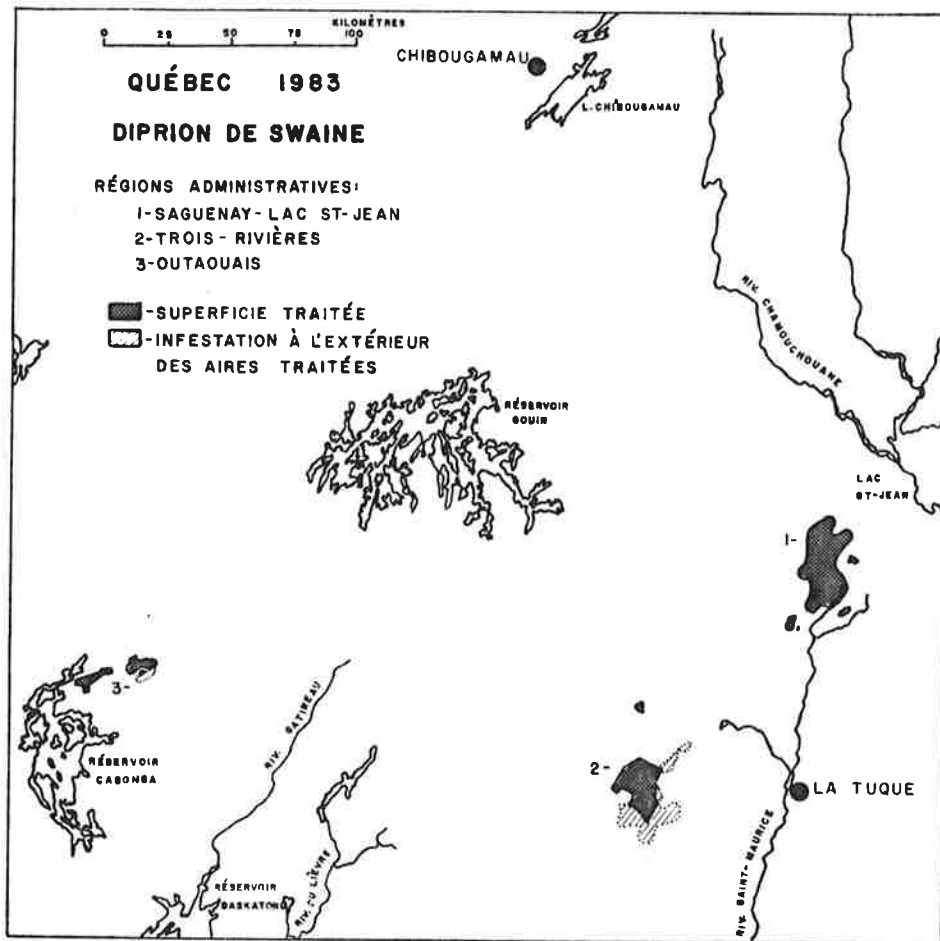 KILOMÈTRES
0 25 50 75 100
QUÉBEC 1983
DIPRION DE SWAINE
RÉGIONS ADMINISTRATIVES:
1-SAGUENAY-LAC ST-JEAN
2-TROIS-RIVIÈRES
3-OUTAOUAIS
-SUPERFICIE TRAITÉE
-INFESTATION À L'EXTÉRIEUR
DES AIRES TRAITÉES
CHIBOUGAMAU
L. CHIBOUGAMAU
RIV. CHAMOUCHOUANE
RÉSERVOIR
GOUIN
LAC
ST-JEAN
1-
3-
RÉSERVOIR
CABONGA
RIV. GATINEAU
2-
LA TUQUE
RÉSERVOIR
BASKATONG
RIV. DU LIÈVRE
RIV. SAINT-MAURICE